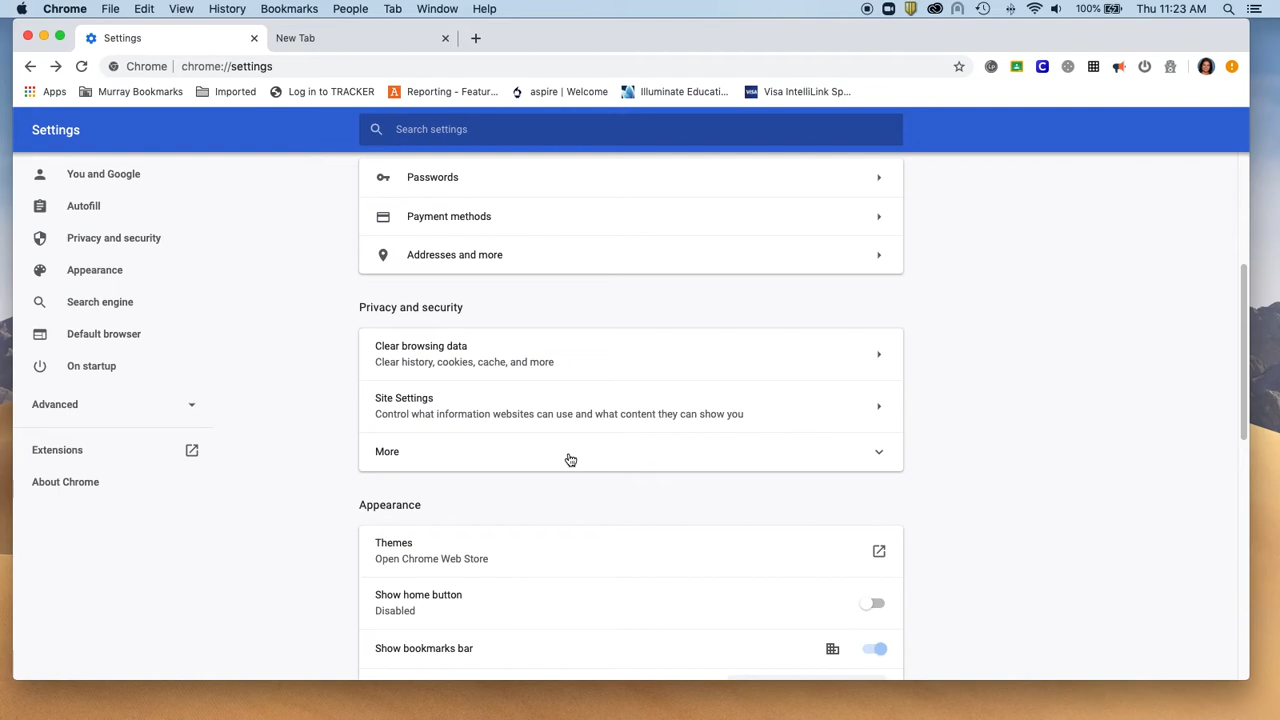 Chrome File Edit View History Bookmarks People Tab Window Help 100% Thu 11:23 AM
Settings New Tab
Chrome chrome://settings
Apps Murray Bookmarks Imported Log in to TRACKER Reporting - Featur... aspire | Welcome Illuminate Educati... Visa IntelliLink Sp...
Settings Search settings
You and Google
Autofill
Privacy and security
Appearance
Search engine
Default browser
On startup
Advanced
Extensions
About Chrome
Passwords
Payment methods
Addresses and more
Privacy and security
Clear browsing data
Clear history, cookies, cache, and more
Site Settings
Control what information websites can use and what content they can show you
More
Appearance
Themes
Open Chrome Web Store
Show home button
Disabled
Show bookmarks bar